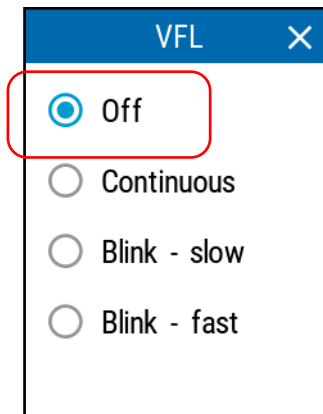 VFL
Off
Continuous
Blink - slow
Blink - fast